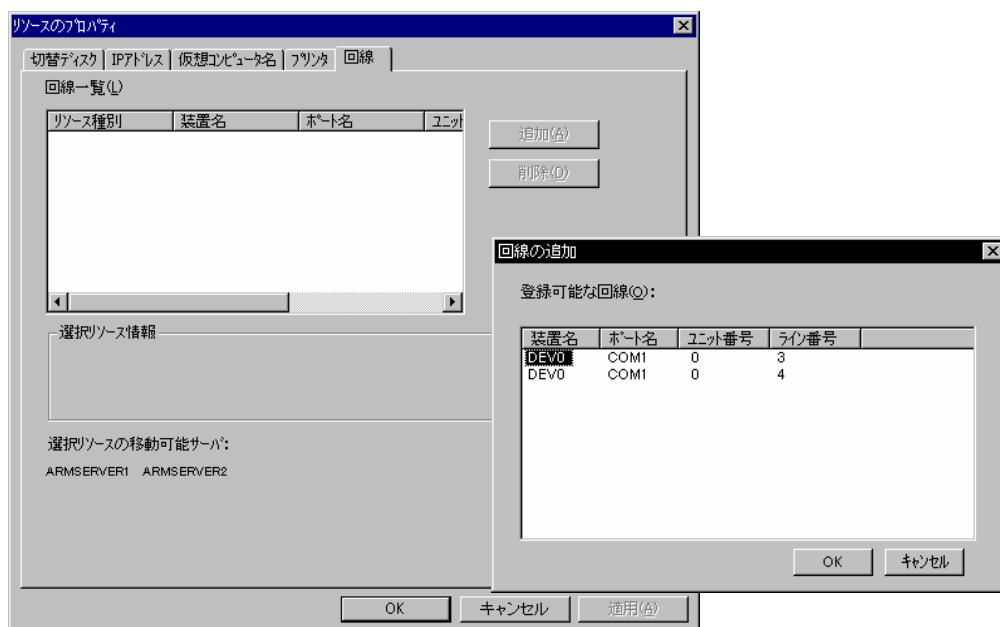 リソースのプロパティ
切替ディスク IPアドレス 仮想コンピュータ名 プリンタ 回線
回線一覧(L)
リソース種別 装置名 ポート名 ユニット
追加(A)
削除(D)
選択リソース情報
選択リソースの移動可能サーバ:
ARMSERVER1 ARMSERVER2
OK キャンセル 適用(A)
回線の追加
登録可能な回線(O):
装置名 ポート名 ユニット番号 ライン番号
DEV0 COM1 0 3
DEV0 COM1 0 4
OK キャンセル